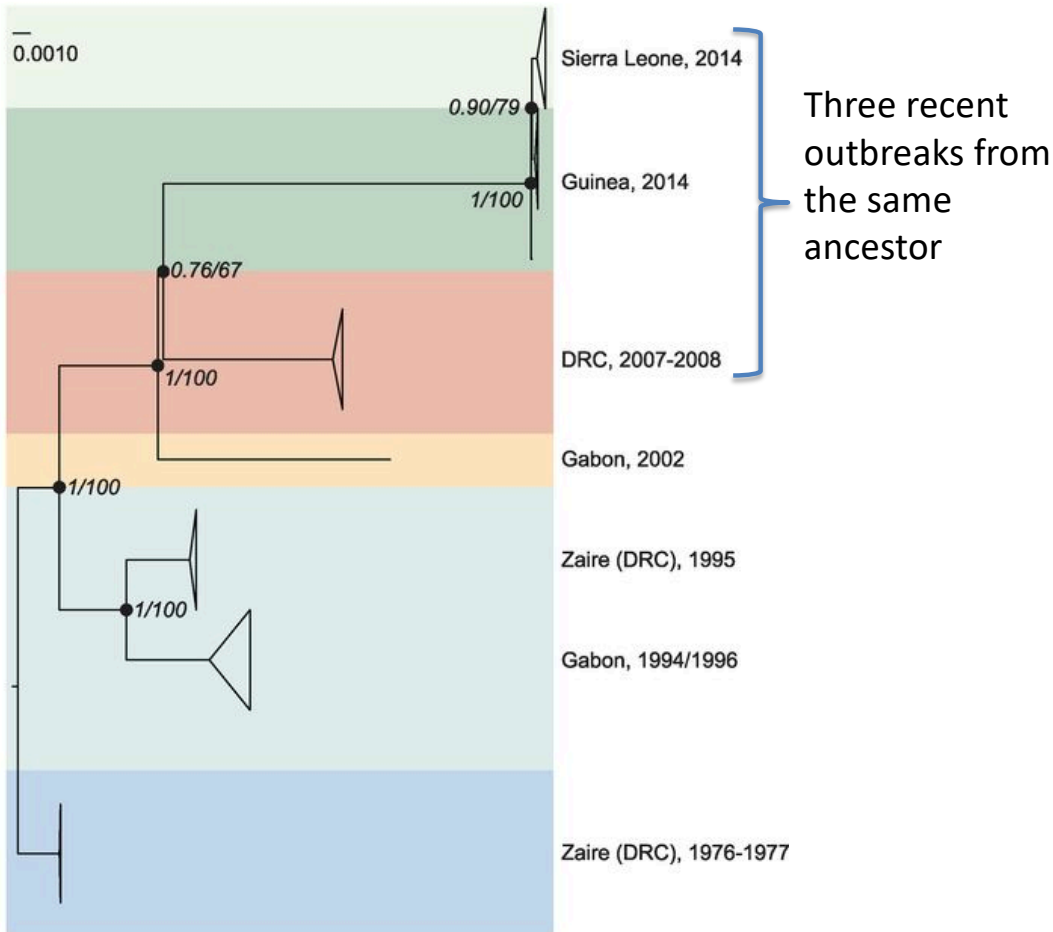 0.0010
Sierra Leone, 2014
0.90/79
Three recent
outbreaks from
the same
ancestor
Guinea, 2014
1/100
0.76/67
DRC, 2007-2008
1/100
Gabon, 2002
1/100
Zaire (DRC), 1995
1/100
Gabon, 1994/1996
Zaire (DRC), 1976-1977